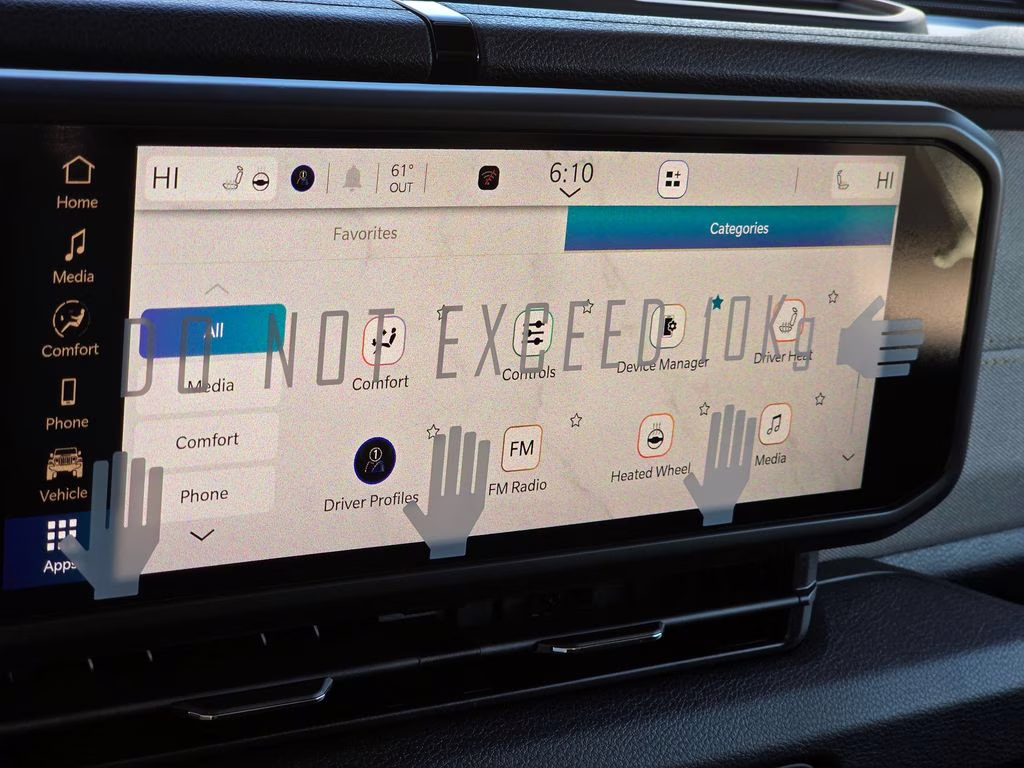 HI
61°
OUT
6:10
HI
Home
Media
Comfort
Phone
Vehicle
Apps
Favorites
Categories
All
Media
Comfort
Phone
DO NOT EXCEED 10Kg
Comfort
Controls
Device Manager
Driver Heat
1
Driver Profiles
FM
FM Radio
Heated Wheel
Media